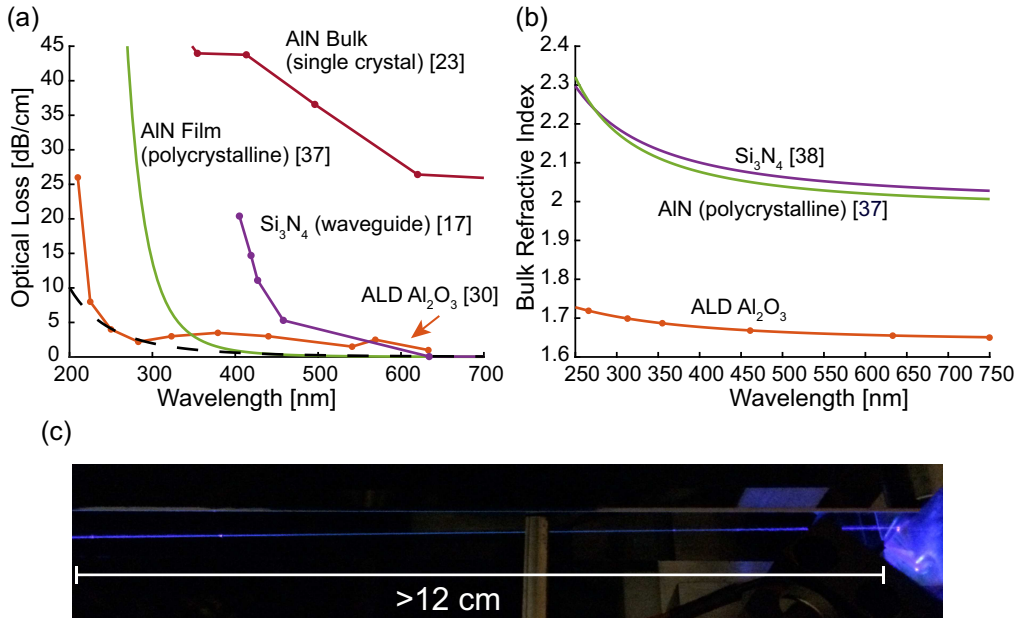 (a)
45
40
35
30
25
20
15
10
5
0
Optical Loss [dB/cm]
200
300
400
500
600
700
Wavelength [nm]
AlN Bulk
(single crystal) [23]
AlN Film
(polycrystalline) [37]
Si₃N₄ (waveguide) [17]
ALD Al₂O₃ [30]
(b)
2.4
2.3
2.2
2.1
2
1.9
1.8
1.7
1.6
Bulk Refractive Index
250
300
350
400
450
500
550
600
650
700
750
Wavelength [nm]
Si₃N₄ [38]
AlN (polycrystalline) [37]
ALD Al₂O₃
(c)
>12 cm